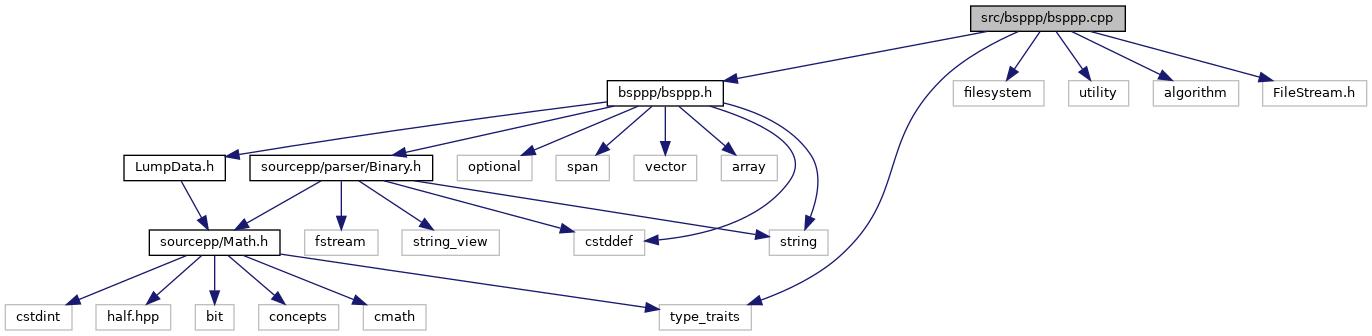 src/bsppp/bsppp.cpp
bsppp/bsppp.h
filesystem
utility
algorithm
FileStream.h
LumpData.h
sourcepp/parser/Binary.h
optional
span
vector
array
sourcepp/Math.h
fstream
string_view
cstddef
string
cstdint
half.hpp
bit
concepts
cmath
type_traits